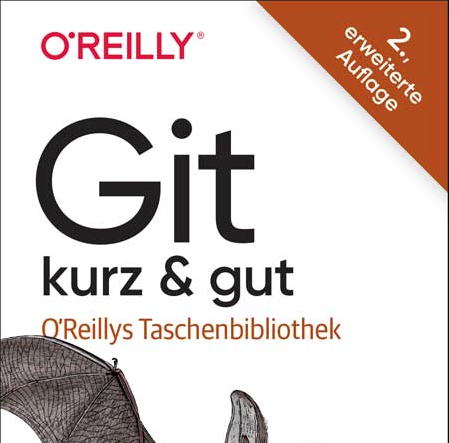 O'REILLY®
2.,
erweiterte
Auflage
Git
kurz & gut
O'Reillys Taschenbibliothek